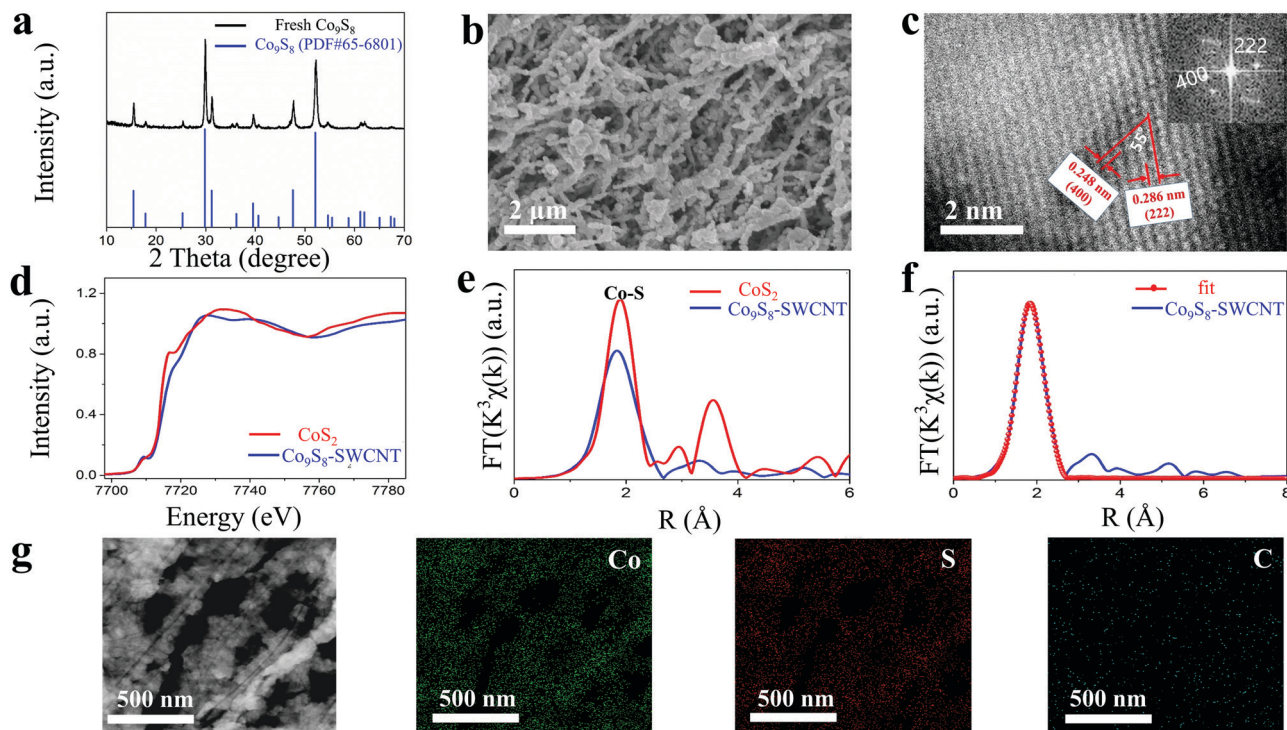 a
Fresh Co₉S₈
Co₉S₈ (PDF#65-6801)
Intensity (a.u.)
10 20 30 40 50 60 70
2 Theta (degree)
b
2 μm
c
222
400
55°
0.248 nm
(400)
0.286 nm
(222)
2 nm
d
1.2
0.8
0.4
0.0
Intensity (a.u.)
CoS₂
Co₉S₈-SWCNT
7700 7720 7740 7760 7780
Energy (eV)
e
Co-S
CoS₂
Co₉S₈-SWCNT
FT(K³χ(k)) (a.u.)
0 2 4 6
R (Å)
f
fit
Co₉S₈-SWCNT
FT(K³χ(k)) (a.u.)
0 2 4 6 8
R (Å)
g
500 nm
Co
500 nm
S
500 nm
C
500 nm